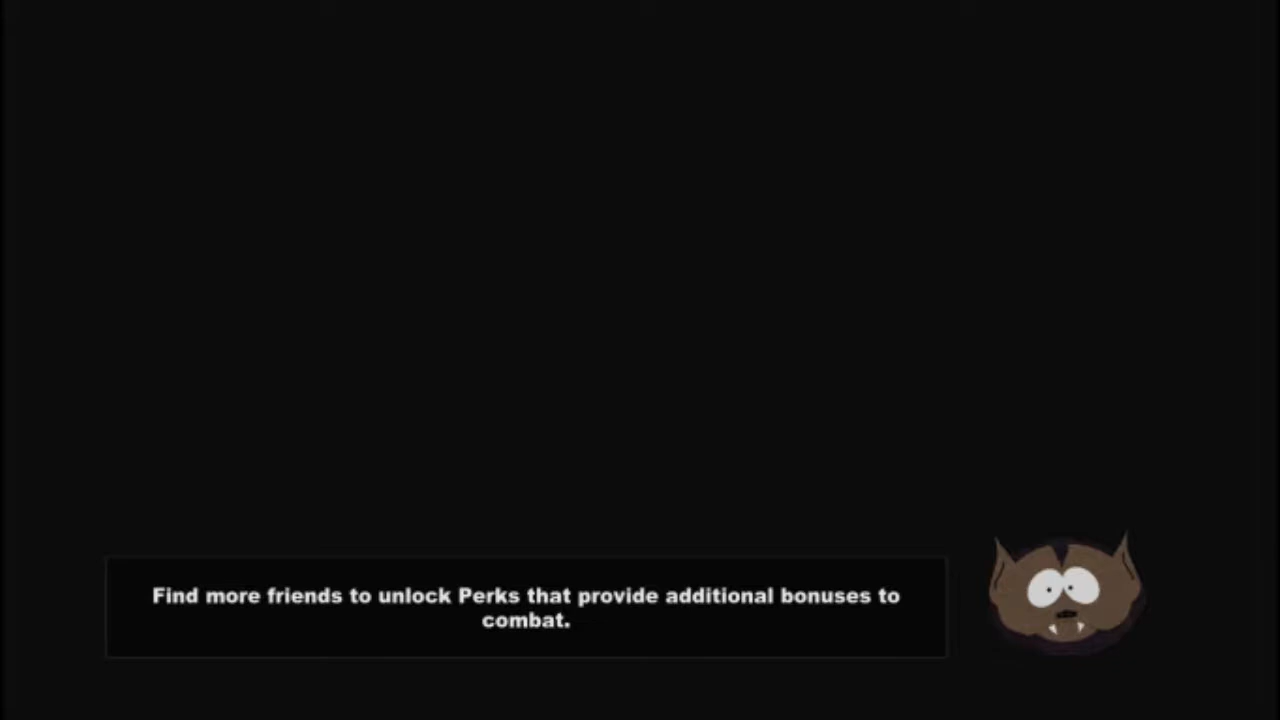 Find more friends to unlock Perks that provide additional bonuses to
combat.